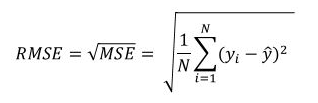 RMSE = √MSE = √(1/N ∑_{i=1}^{N} (y_i − ŷ)²)